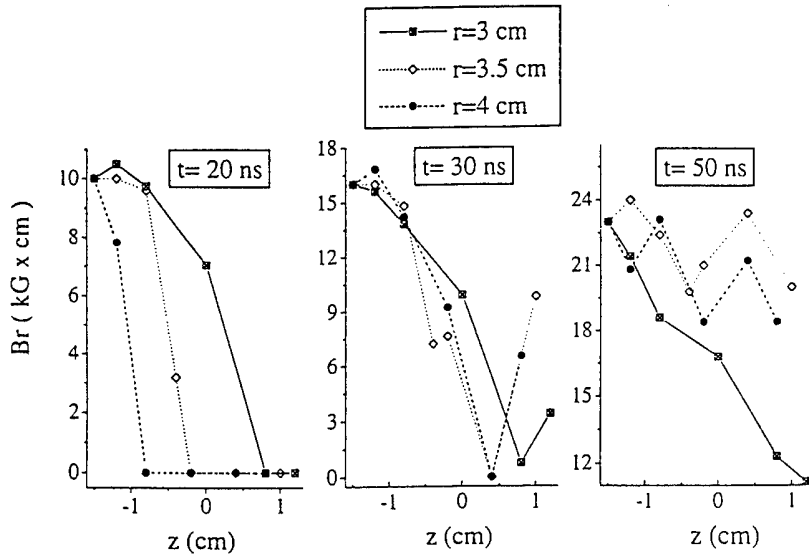 r=3 cm
r=3.5 cm
r=4 cm
t= 20 ns
t= 30 ns
t= 50 ns
Br ( kG x cm )
10
8
6
4
2
0
18
15
12
9
6
3
0
24
21
18
15
12
-1 0 1
-1 0 1
-1 0 1
z (cm)
z (cm)
z (cm)